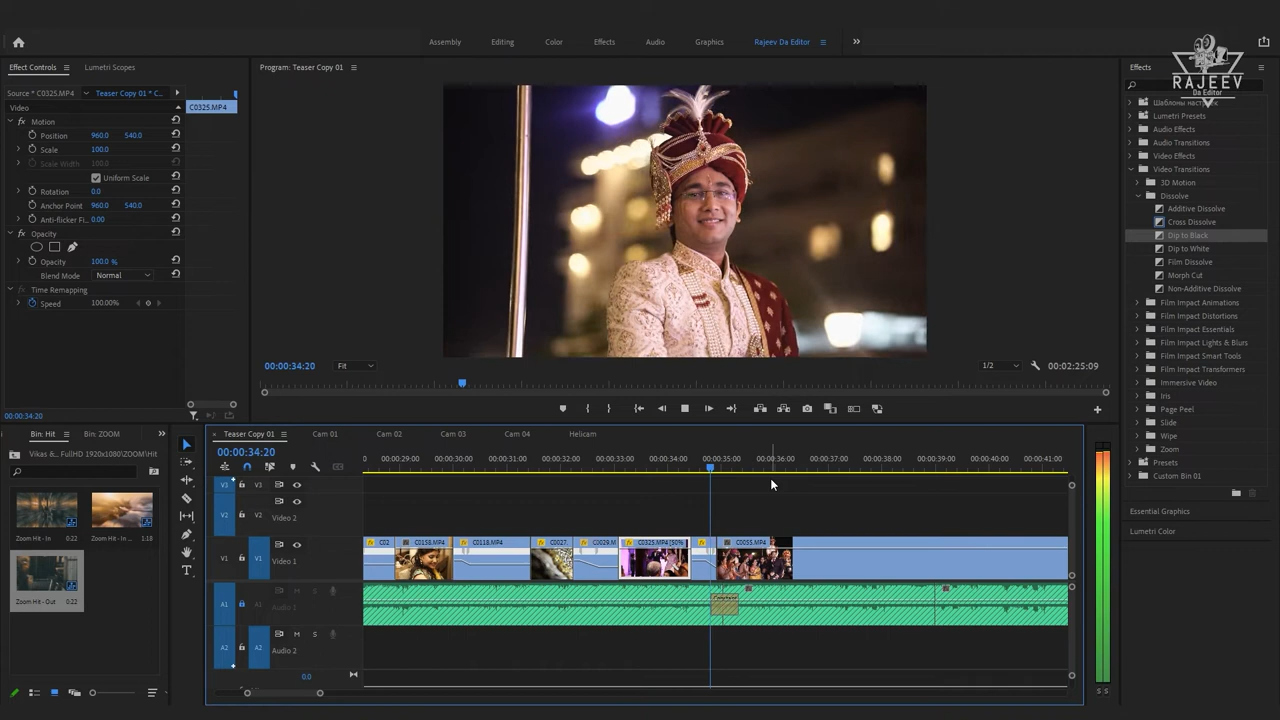 Assembly
Editing
Color
Effects
Audio
Graphics
Rajeev Da Editor
RAJEEV
Da Editor
Effect Controls
Lumetri Scopes
Program: Teaser Copy 01
Effects
Source * C0325.MP4
Teaser Copy 01 * C...
Video
C0325.MP4
Motion
Position 960.0 540.0
Scale 100.0
Scale Width 100.0
Uniform Scale
Rotation 0.0
Anchor Point 960.0 540.0
Anti-flicker Fi... 0.00
Opacity
Opacity 100.0 %
Blend Mode Normal
Time Remapping
Speed 100.00%
00:00:34:20
Lumetri Presets
Audio Effects
Audio Transitions
Video Effects
Video Transitions
3D Motion
Dissolve
Additive Dissolve
Cross Dissolve
Dip to Black
Dip to White
Film Dissolve
Morph Cut
Non-Additive Dissolve
Film Impact Animations
Film Impact Distortions
Film Impact Essentials
Film Impact Lights & Blurs
Film Impact Smart Tools
Film Impact Transformers
Immersive Video
Iris
Page Peel
Slide
Wipe
Zoom
Presets
Custom Bin 01
Essential Graphics
Lumetri Color
00:00:34:20
Fit
1/2
00:02:25:09
Bin: Hit
Bin: ZOOM
Vikas &... FullHD 1920x1080\ZOOM\Hit
Zoom Hit - In 0:22
Zoom Hit - In ... 1:18
Zoom Hit - Out 0:22
Teaser Copy 01
Cam 01
Cam 02
Cam 03
Cam 04
Helicam
00:00:34:20
0
00:00:29:00
00:00:30:00
00:00:31:00
00:00:32:00
00:00:33:00
00:00:34:00
00:00:35:00
00:00:36:00
00:00:37:00
00:00:38:00
00:00:39:00
00:00:40:00
00:00:41:00
V3 V3
V2 V2 Video 2
V1 V1 Video 1
C02
C0158.MP4
C0118.MP4
C0027.
C0029.M
C0325.MP4 [50%
C0055.MP4
A1 A1 M S
Audio 1
A2 A2 M S
Audio 2
0.0
S S